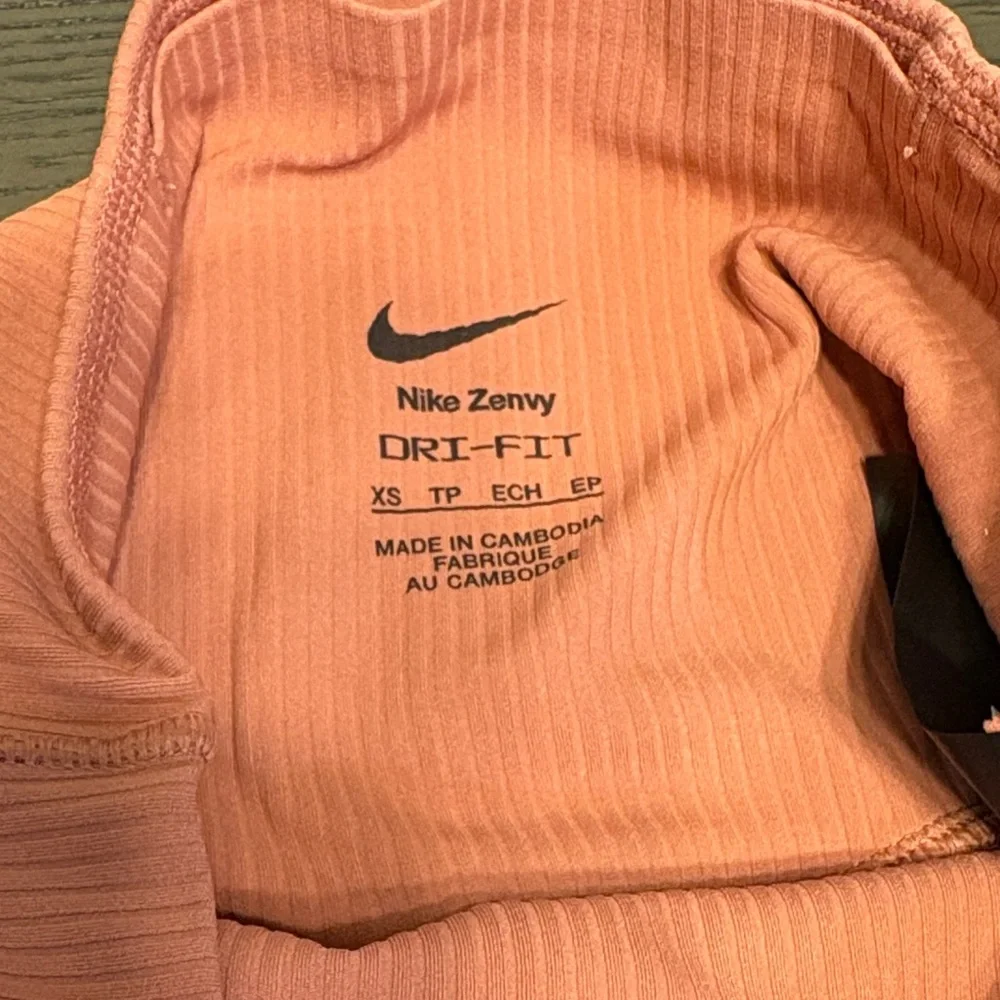 Nike Zenvy
DRI-FIT
XS TP ECH EP
MADE IN CAMBODIA
FABRIQUE
AU CAMBODGE